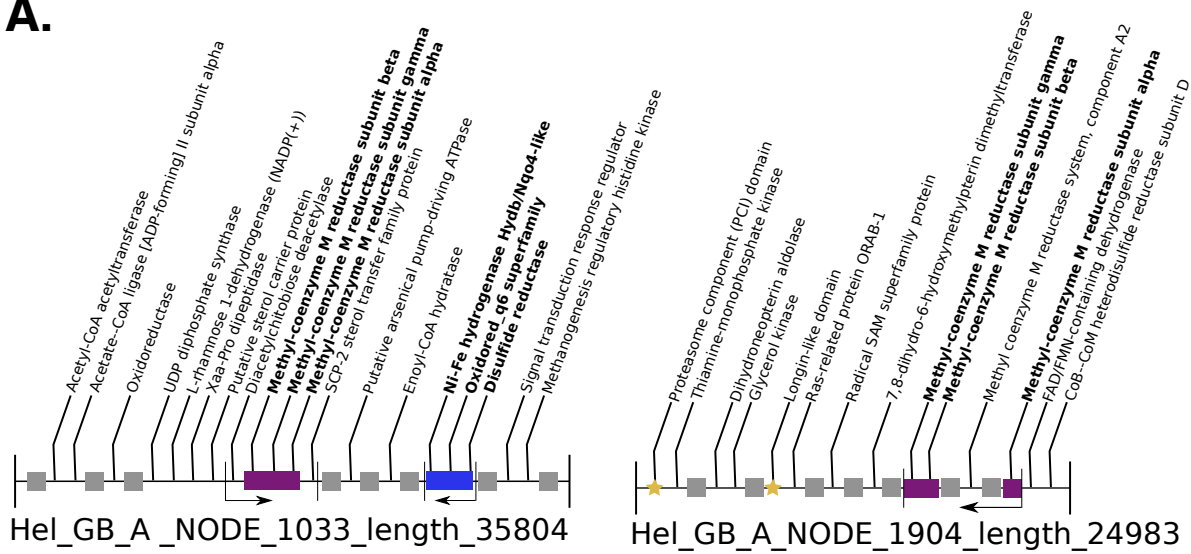 A.
Acetyl-CoA acetyltransferase
Acetate--CoA ligase [ADP-forming] II subunit alpha
Oxidoreductase
UDP diphosphate synthase
L-rhamnose 1-dehydrogenase (NADP(+))
Xaa-Pro dipeptidase
Putative sterol carrier protein
Diacetylchitobiose deacetylase
Methyl-coenzyme M reductase subunit beta
Methyl-coenzyme M reductase subunit gamma
Methyl-coenzyme M reductase subunit alpha
SCP-2 sterol transfer family protein
Putative arsenical pump-driving ATPase
Enoyl-CoA hydratase
Ni-Fe hydrogenase Hydb/Nqo4-like
Oxidored_q6 superfamily
Disulfide reductase
Signal transduction response regulator
Methanogenesis regulatory histidine kinase
Hel_GB_A _NODE_1033_length_35804
Proteasome component (PCI) domain
Thiamine-monophosphate kinase
Dihydroneopterin aldolase
Glycerol kinase
Longin-like domain
Ras-related protein ORAB-1
Radical SAM superfamily protein
7,8-dihydro-6-hydroxymethylpterin dimethyltransferase
Methyl-coenzyme M reductase subunit gamma
Methyl-coenzyme M reductase subunit beta
Methyl coenzyme M reductase system, component A2
Methyl-coenzyme M reductase subunit alpha
FAD/FMN-containing dehydrogenase
CoB--CoM heterodisulfide reductase subunit D
Hel_GB_A_NODE_1904_length_24983